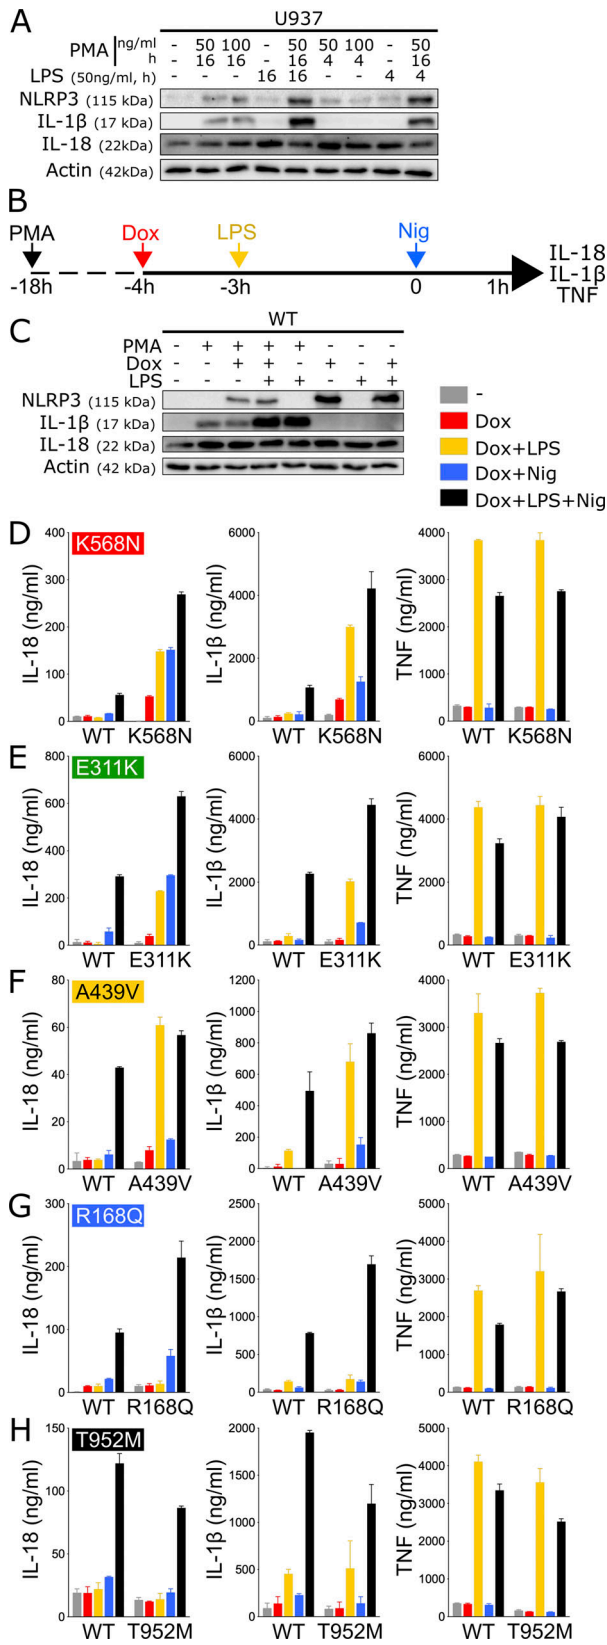 A
U937
PMA ng/ml - 50 100 - 50 50 100 - 50
h - 16 16 - 16 4 4 - 16
LPS (50ng/ml, h) - - - 16 16 - - 4 4
NLRP3 (115 kDa)
IL-1β (17 kDa)
IL-18 (22kDa)
Actin (42kDa)
B
PMA Dox LPS Nig
IL-18
IL-1β
TNF
-18h -4h -3h 0 1h
C
WT
PMA - + + + + - - -
Dox - - + + - + - +
LPS - - - + + - + +
NLRP3 (115 kDa)
IL-1β (17 kDa)
IL-18 (22 kDa)
Actin (42 kDa)
-
Dox
Dox+LPS
Dox+Nig
Dox+LPS+Nig
D
K568N
IL-18 (ng/ml)
400
300
200
100
0
WT K568N
IL-1β (ng/ml)
6000
4000
2000
0
WT K568N
TNF (ng/ml)
4000
3000
2000
1000
0
WT K568N
E
E311K
IL-18 (ng/ml)
800
600
400
200
0
WT E311K
IL-1β (ng/ml)
6000
4000
2000
0
WT E311K
TNF (ng/ml)
6000
4000
2000
0
WT E311K
F
A439V
IL-18 (ng/ml)
80
60
40
20
0
WT A439V
IL-1β (ng/ml)
1200
1000
800
600
400
200
0
WT A439V
TNF (ng/ml)
4000
3000
2000
1000
0
WT A439V
G
R168Q
IL-18 (ng/ml)
300
200
100
0
WT R168Q
IL-1β (ng/ml)
2500
2000
1500
1000
500
0
WT R168Q
TNF (ng/ml)
5000
4000
3000
2000
1000
0
WT R168Q
H
T952M
IL-18 (ng/ml)
150
100
50
0
WT T952M
IL-1β (ng/ml)
2000
1500
1000
500
0
WT T952M
TNF (ng/ml)
5000
4000
3000
2000
1000
0
WT T952M